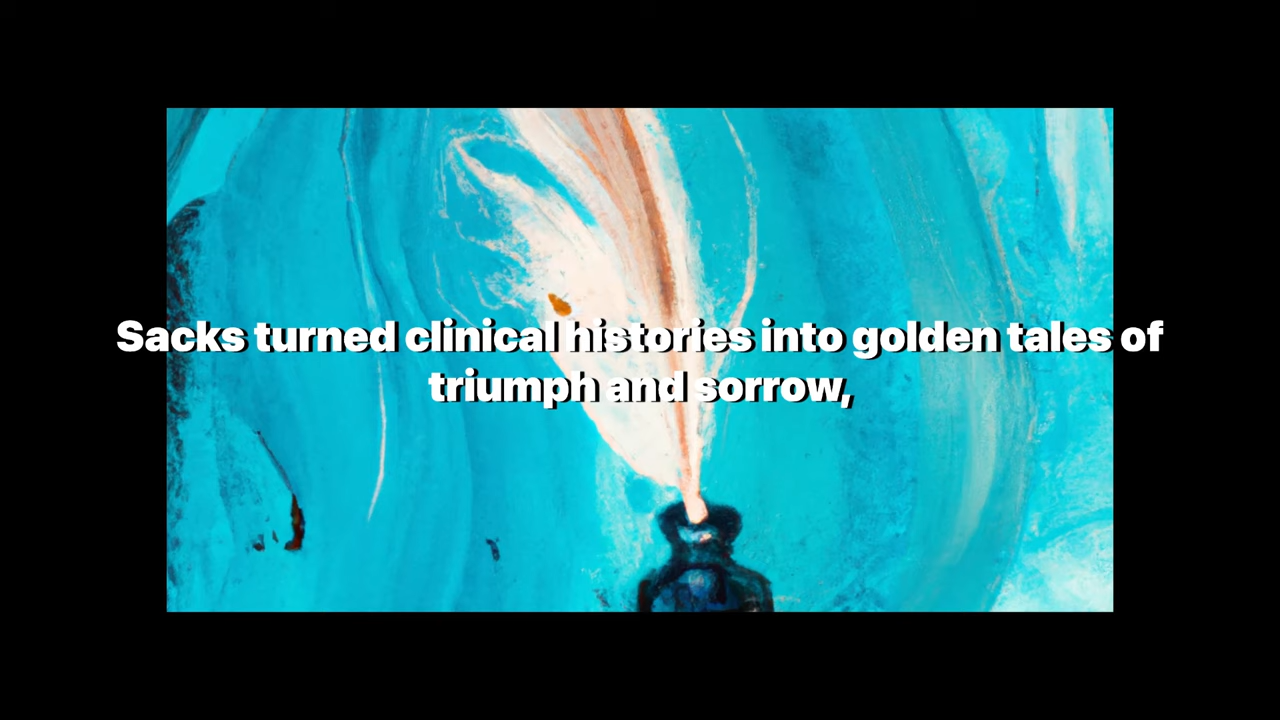 Sacks turned clinical histories into golden tales of
triumph and sorrow,